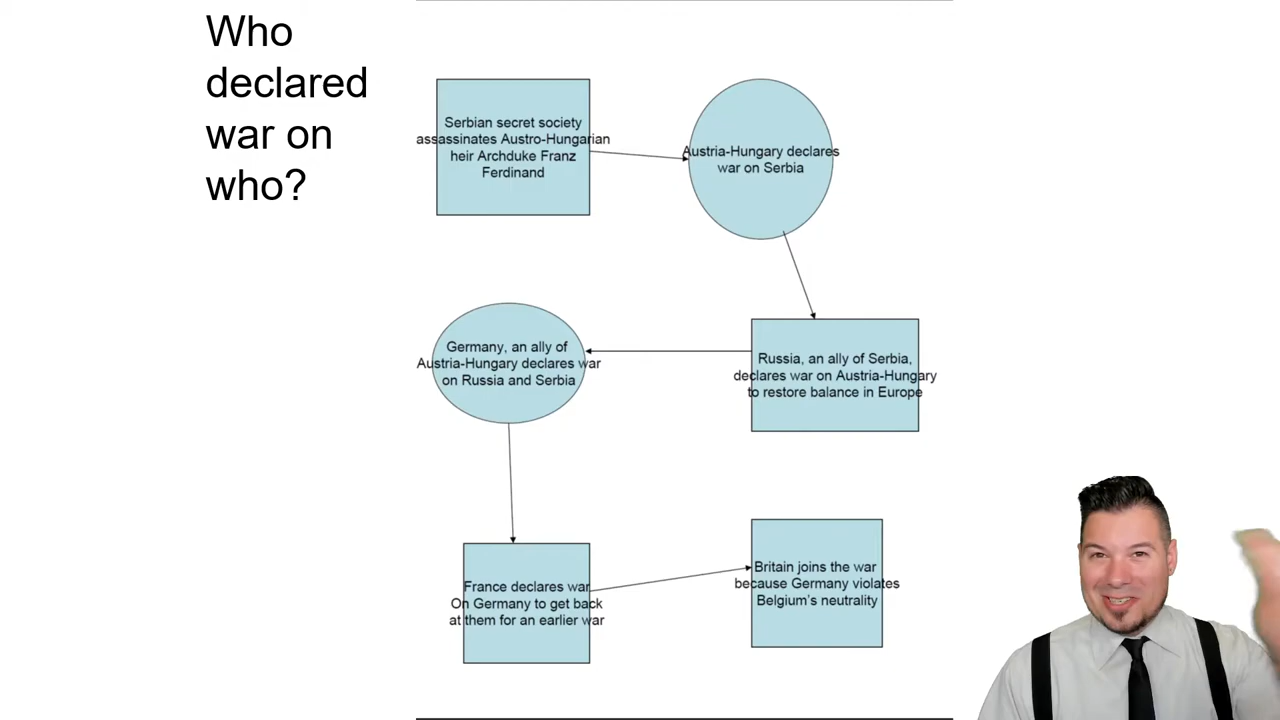 Who
declared
war on
who?
Serbian secret society
assassinates Austro-Hungarian
heir Archduke Franz
Ferdinand
Austria-Hungary declares
war on Serbia
Germany, an ally of
Austria-Hungary declares war
on Russia and Serbia
Russia, an ally of Serbia,
declares war on Austria-Hungary
to restore balance in Europe
France declares war
On Germany to get back
at them for an earlier war
Britain joins the war
because Germany violates
Belgium's neutrality